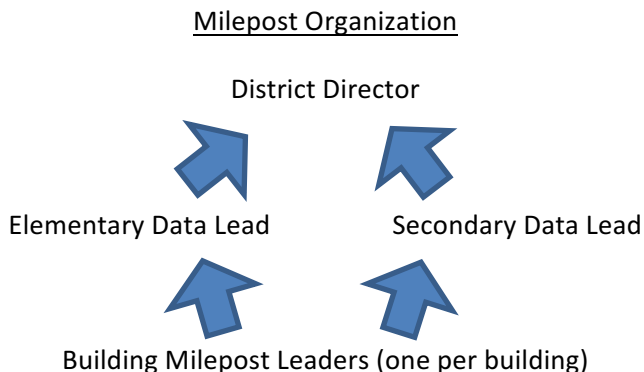 Milepost Organization
District Director
Elementary Data Lead
Secondary Data Lead
Building Milepost Leaders (one per building)